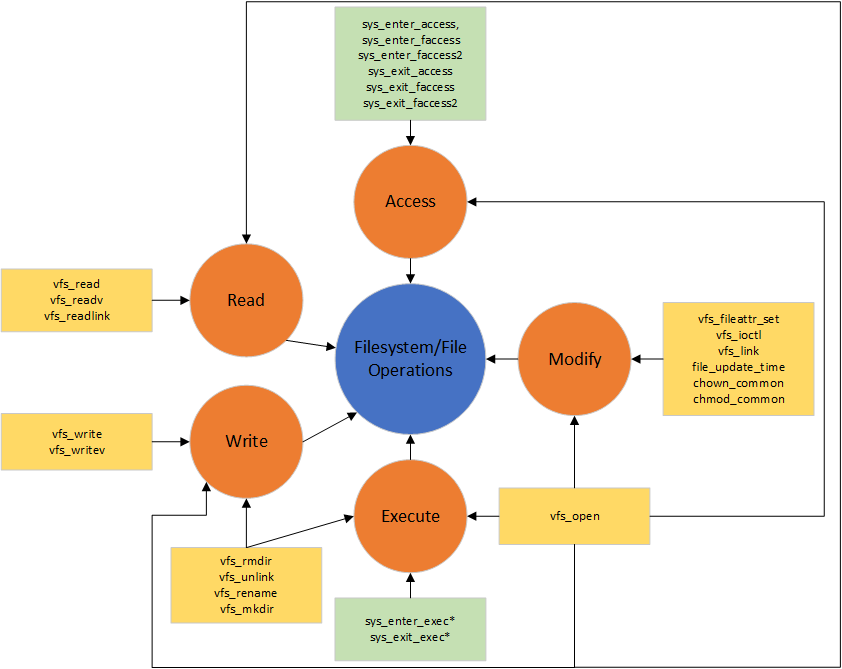 sys_enter_access,
sys_enter_faccess
sys_enter_faccess2
sys_exit_access
sys_exit_faccess
sys_exit_faccess2
Access
Read
vfs_read
vfs_readv
vfs_readlink
Filesystem/File
Operations
Modify
vfs_fileattr_set
vfs_ioctl
vfs_link
file_update_time
chown_common
chmod_common
vfs_write
vfs_writev
Write
Execute
vfs_open
vfs_rmdir
vfs_unlink
vfs_rename
vfs_mkdir
sys_enter_exec*
sys_exit_exec*